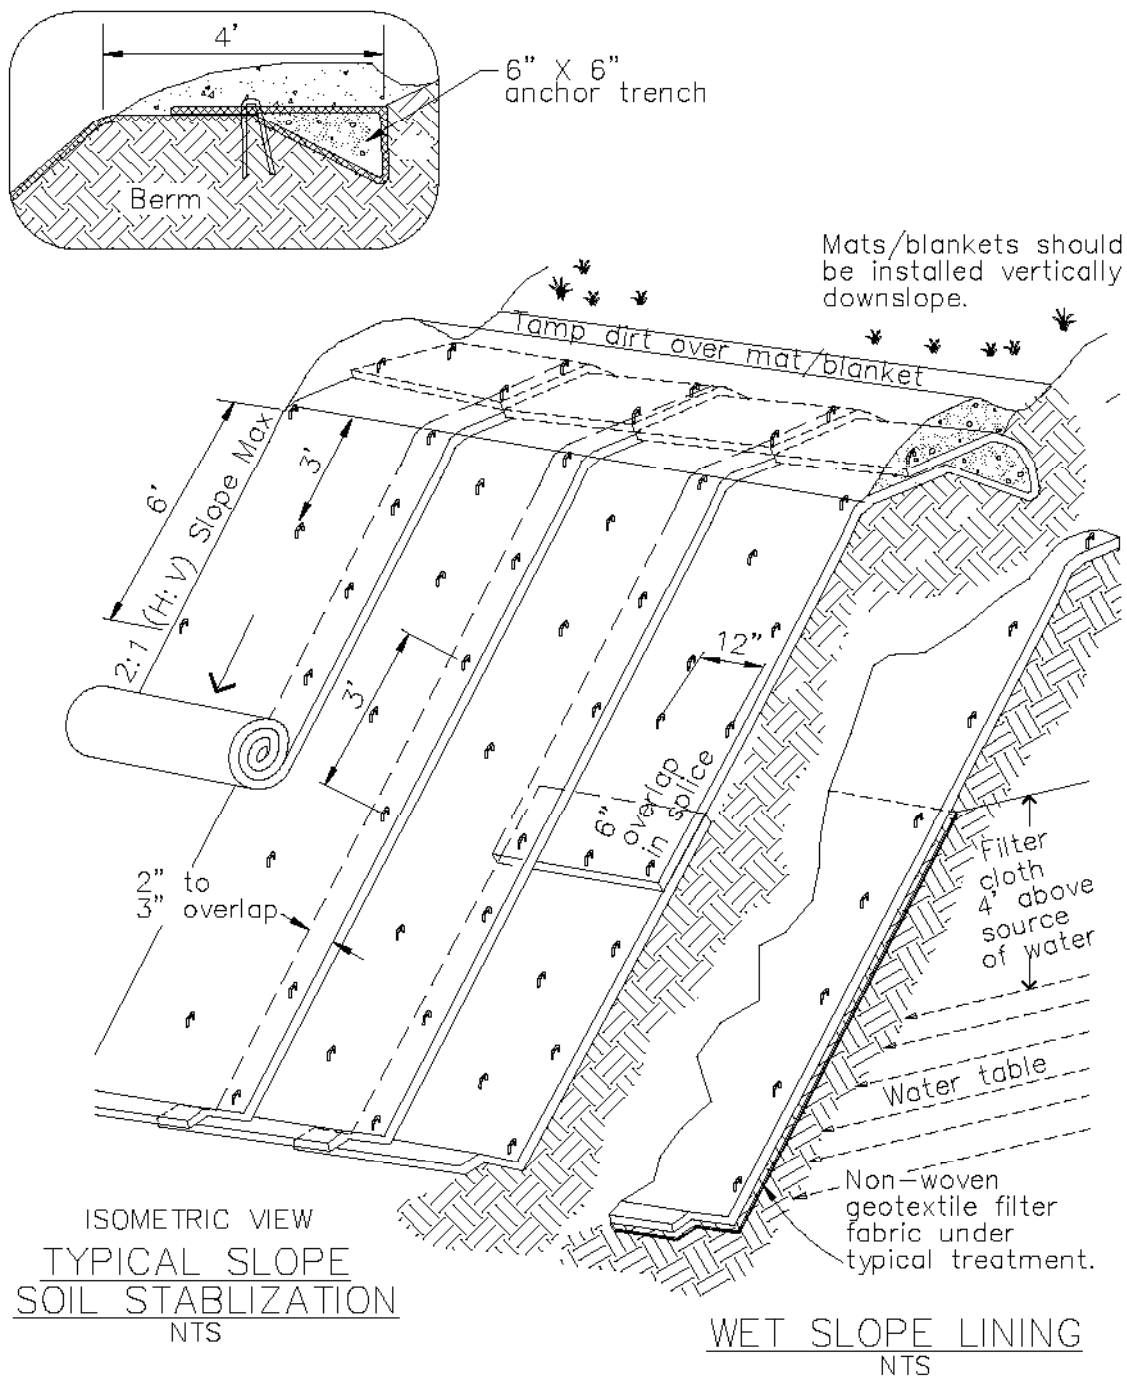 4'
6" X 6"
anchor trench
Berm
Mats/blankets should
be installed vertically
downslope.
Tamp dirt over mat/blanket
6'
2:1 (H:V) Slope Max
3'
3'
12"
6" overlap
in splice
2" to
3" overlap
Filter
cloth
4' above
source
of water
Water table
Non-woven
geotextile filter
fabric under
typical treatment.
ISOMETRIC VIEW
TYPICAL SLOPE
SOIL STABLIZATION
NTS
WET SLOPE LINING
NTS